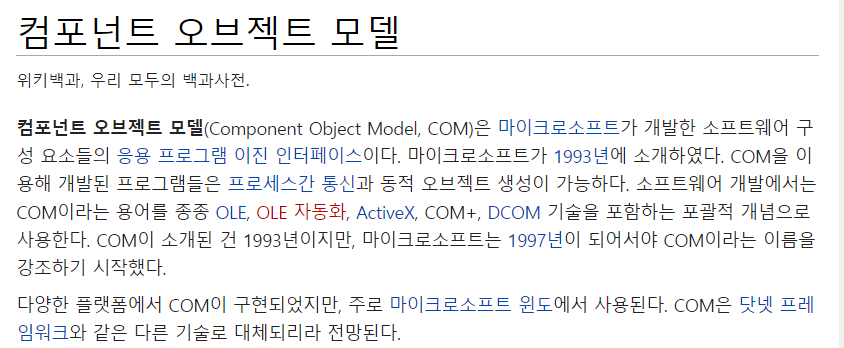 컴포넌트 오브젝트 모델
위키백과, 우리 모두의 백과사전.
컴포넌트 오브젝트 모델(Component Object Model, COM)은 마이크로소프트가 개발한 소프트웨어 구
성 요소들의 응용 프로그램 이진 인터페이스이다. 마이크로소프트가 1993년에 소개하였다. COM을 이
용해 개발된 프로그램들은 프로세스간 통신과 동적 오브젝트 생성이 가능하다. 소프트웨어 개발에서는
COM이라는 용어를 종종 OLE, OLE 자동화, ActiveX, COM+, DCOM 기술을 포함하는 포괄적 개념으로
사용한다. COM이 소개된 건 1993년이지만, 마이크로소프트는 1997년이 되어서야 COM이라는 이름을
강조하기 시작했다.
다양한 플랫폼에서 COM이 구현되었지만, 주로 마이크로소프트 윈도에서 사용된다. COM은 닷넷 프레
임워크와 같은 다른 기술로 대체되리라 전망된다.